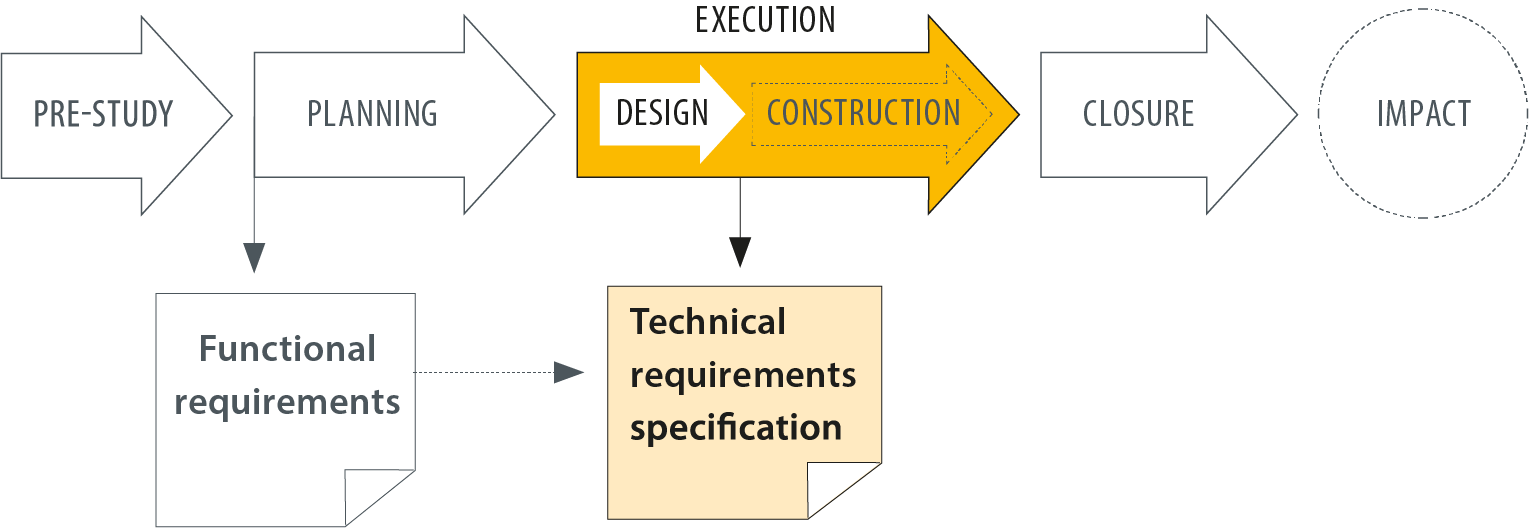 EXECUTION
PRE-STUDY
PLANNING
DESIGN
CONSTRUCTION
CLOSURE
IMPACT
Functional
requirements
Technical
requirements
specification